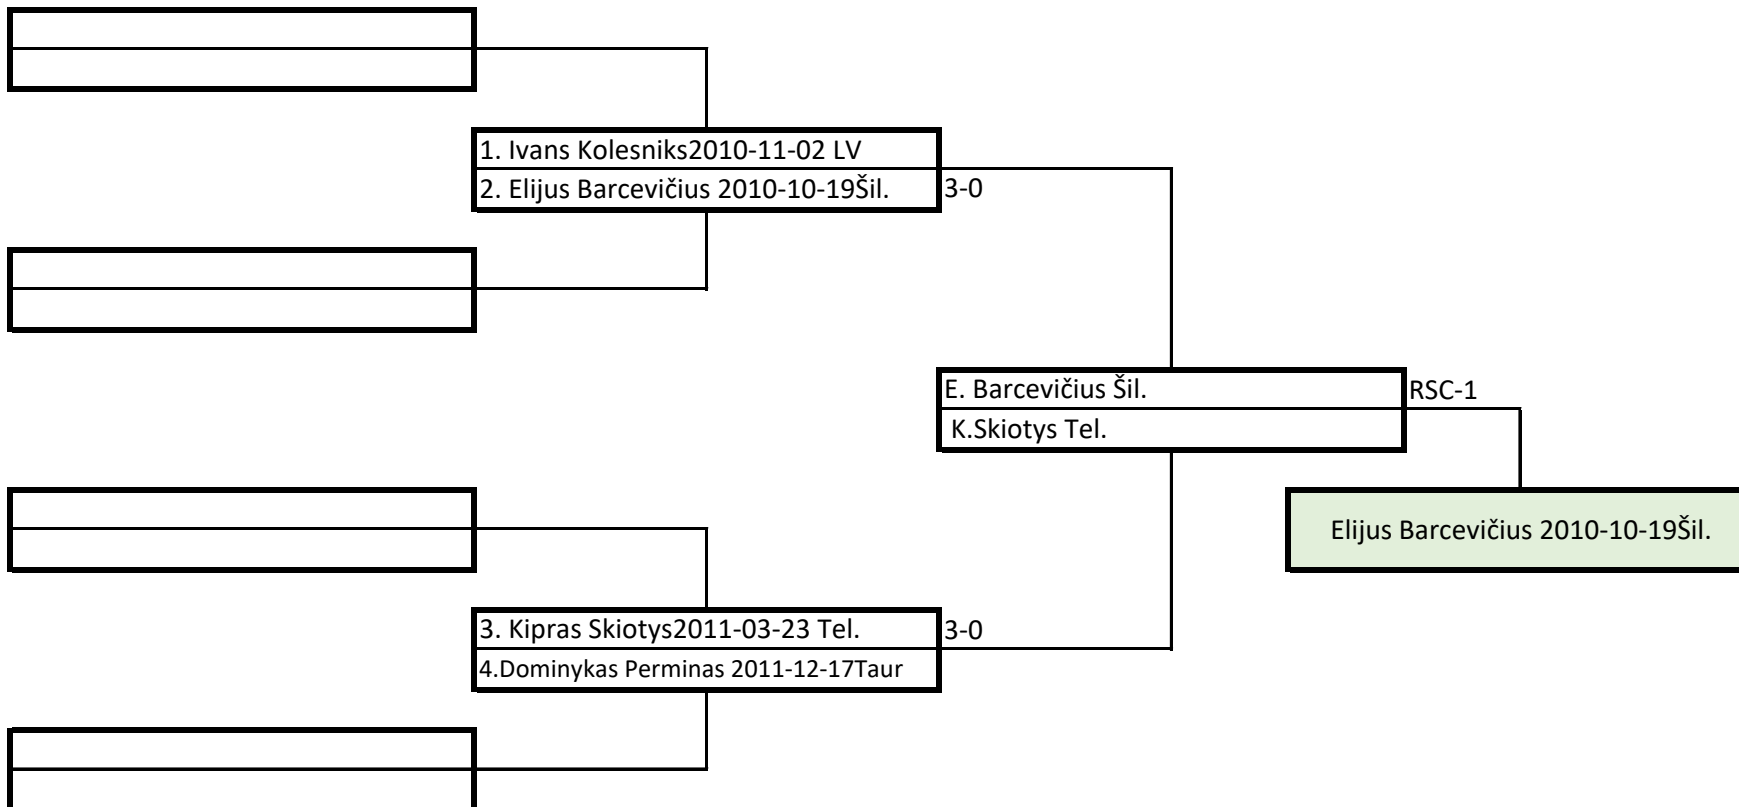 1. Ivans Kolesniks2010-11-02 LV
2. Elijus Barcevičius 2010-10-19Šil.
3-0
E. Barcevičius Šil.
RSC-1
K.Skiotys Tel.
Elijus Barcevičius 2010-10-19Šil.
3. Kipras Skiotys2011-03-23 Tel.
3-0
4.Dominykas Perminas 2011-12-17Taur